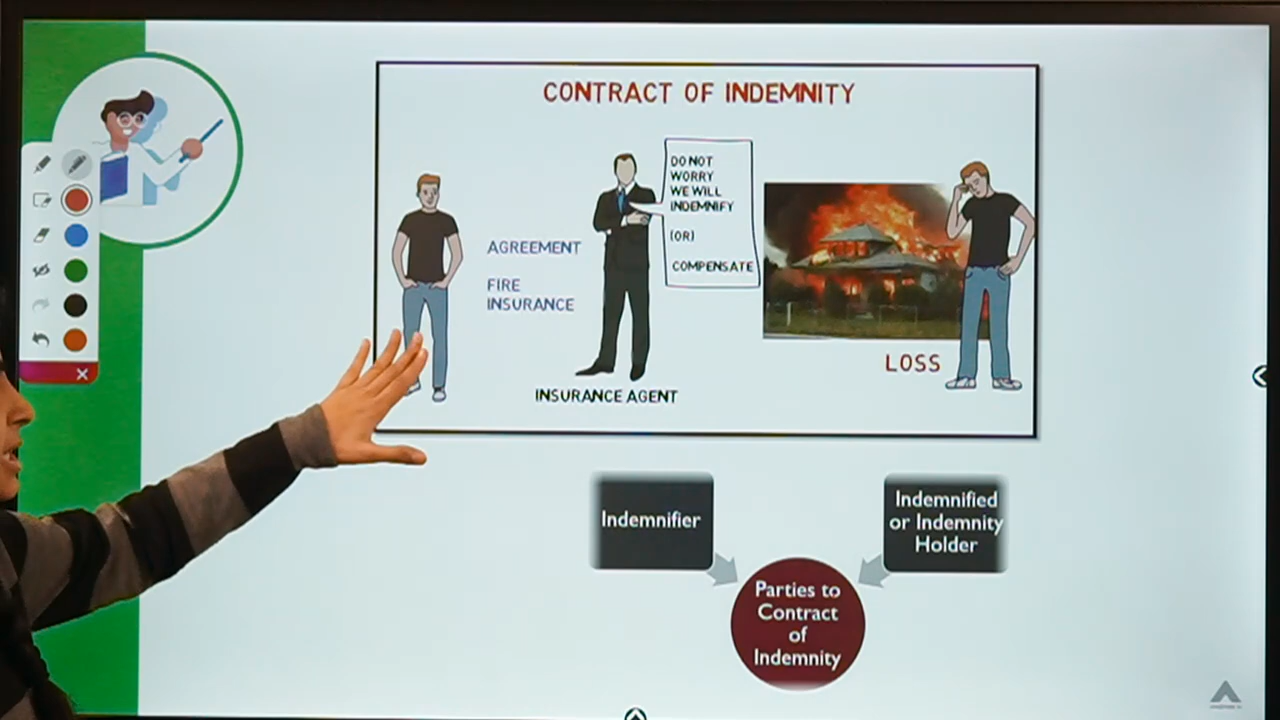 CONTRACT OF INDEMNITY
DO NOT
WORRY
WE WILL
INDEMNIFY
(OR)
COMPENSATE
AGREEMENT
FIRE
INSURANCE
INSURANCE AGENT
LOSS
Indemnifier
Indemnified
or Indemnity
Holder
Parties to
Contract
of
Indemnity